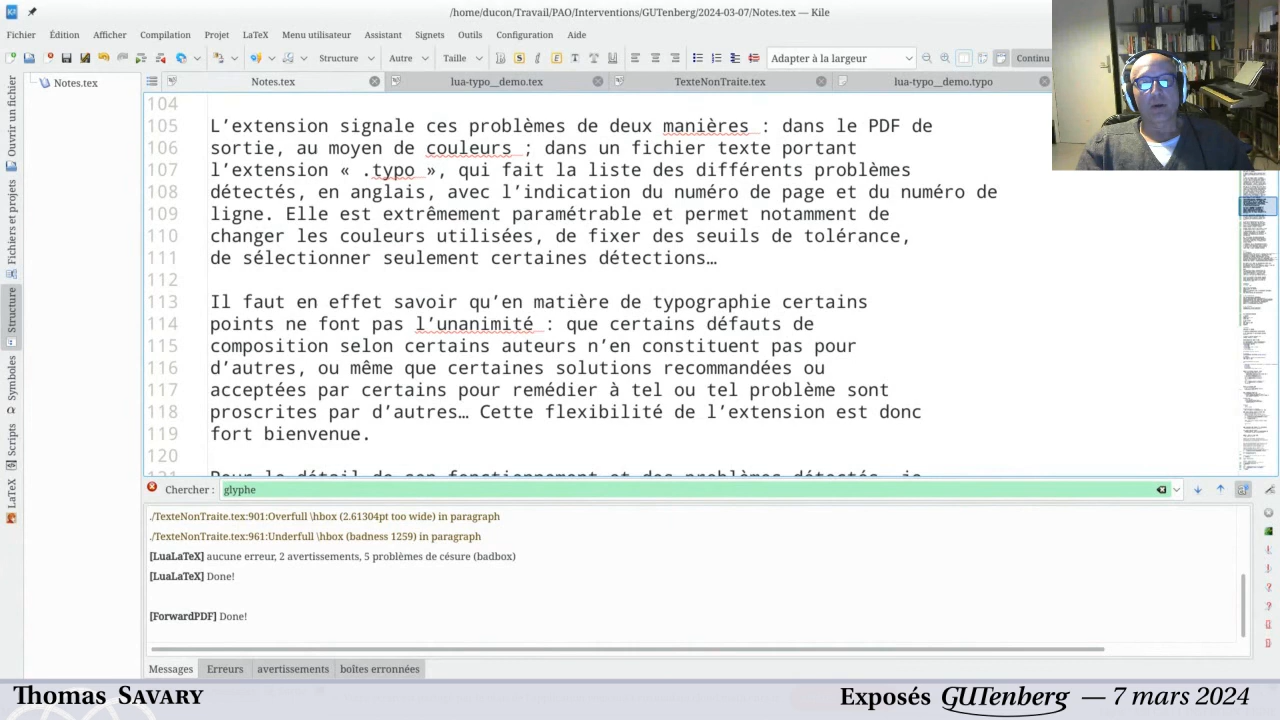 /home/ducon/Travail/PAO/Interventions/GUTenberg/2024-03-07/Notes.tex — Kile
Fichier Édition Afficher Compilation Projet LaTeX Menu utilisateur Assistant Signets Outils Configuration Aide
Structure Autre Taille Adapter à la largeur Continu
Notes.tex lua-typo_demo.tex TexteNonTraite.tex lua-typo_demo.typo
Notes.tex
Ouvrir un fichier
Fichiers et projets
Structure
Scripts
104
105 L’extension signale ces problèmes de deux manières : dans le PDF de
106 sortie, au moyen de couleurs ; dans un fichier texte portant
107 l’extension « .typo », qui fait la liste des différents problèmes
108 détectés, en anglais, avec l’indication du numéro de page et du numéro
109 ligne. Elle est extrêmement paramétrable et permet notamment de
110 changer les couleurs utilisées, de fixer des seuils de tolérance,
111 de sélectionner seulement certaines détections…
112
113 Il faut en effet savoir qu’en matière de typographie certains
114 points ne font pas l’unanimité, que certains défauts de
115 composition selon certains auteurs n’en constituent pas pour
116 d’autres, ou même que certaines solutions recommandées ou
117 acceptées par certains pour pallier tel ou tel problème sont
118 proscrites par d’autres. Cette flexibilité de l'extension est donc
119 fort bienvenue.
120
121
Chercher : glyphe
./TexteNonTraite.tex:901:Overfull \hbox (2.61304pt too wide) in paragraph
./TexteNonTraite.tex:961:Underfull \hbox (badness 1259) in paragraph
[LuaLaTeX] aucune erreur, 2 avertissements, 5 problèmes de césure (badbox)
[LuaLaTeX] Done!
[ForwardPDF] Done!
Messages Erreurs avertissements boîtes erronnées
Thomas SAVARY
Exposés GUTenberg — 7 mars 2024